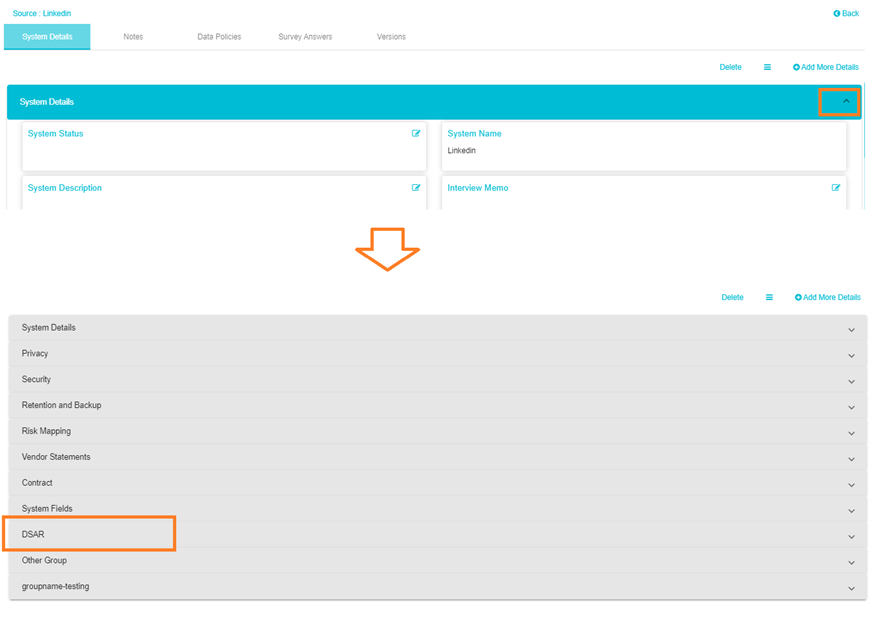 Source : Linkedin
Back
System Details
Notes
Data Policies
Survey Answers
Versions
Delete
Add More Details
System Details
System Status
System Name
Linkedin
System Description
Interview Memo
Delete
Add More Details
System Details
Privacy
Security
Retention and Backup
Risk Mapping
Vendor Statements
Contract
System Fields
DSAR
Other Group
groupname-testing